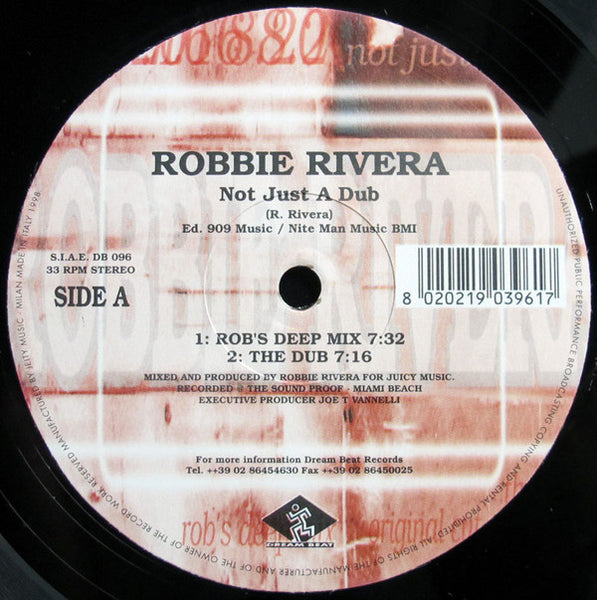 not just
ROBBIE RIVERA
Not Just A Dub
(R. Rivera)
Ed. 909 Music / Nite Man Music BMI
S.I.A.E. DB 096
33 RPM STEREO
SIDE A
8 020219 039617
1: ROB'S DEEP MIX 7:32
2: THE DUB 7:16
MIXED AND PRODUCED BY ROBBIE RIVERA FOR JUICY MUSIC.
RECORDED @ THE SOUND PROOF - MIAMI BEACH
EXECUTIVE PRODUCER JOE T VANNELLI
For more information Dream Beat Records
Tel. ++39 02 86454630 Fax ++39 02 86450025
rob's
original cut
DREAM BEAT
UNAUTHORIZED PUBLIC PERFORMANCE BROADCASTING COPYING AND RENTAL PROHIBITED. ALL RIGHTS OF THE MANUFACTURER AND OF THE OWNER OF THE RECORD WORK RESERVED MANUFACTURED BY JEITY MUSIC - MILAN MADE IN ITALY 1998
ROBBIE RIVERA